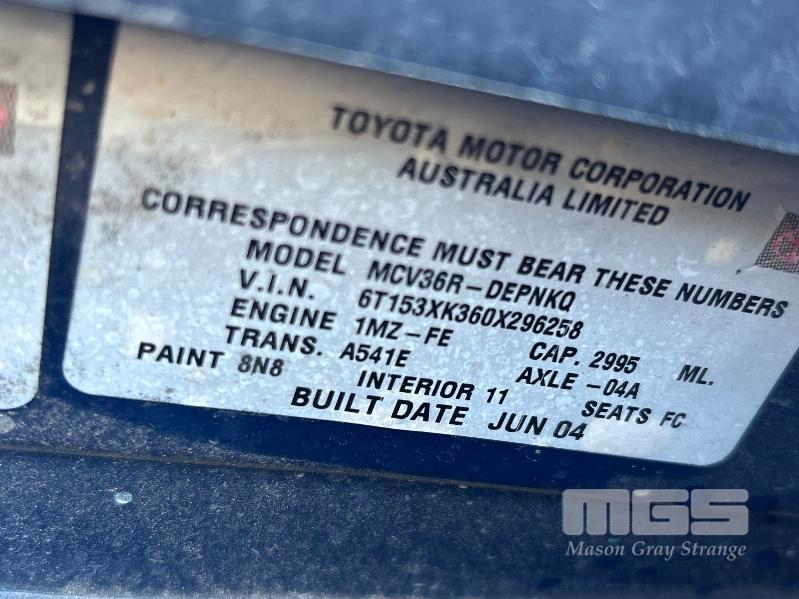 TOYOTA MOTOR CORPORATION
AUSTRALIA LIMITED
CORRESPONDENCE MUST BEAR THESE NUMBERS
MODEL MCV36R-DEPNKQ
V.I.N. 6T153XK360X296258
ENGINE 1MZ-FE CAP. 2995 ML.
TRANS. A541E AXLE -04A
PAINT 8N8 INTERIOR 11 SEATS FC
BUILT DATE JUN 04
MGS
Mason Gray Strange